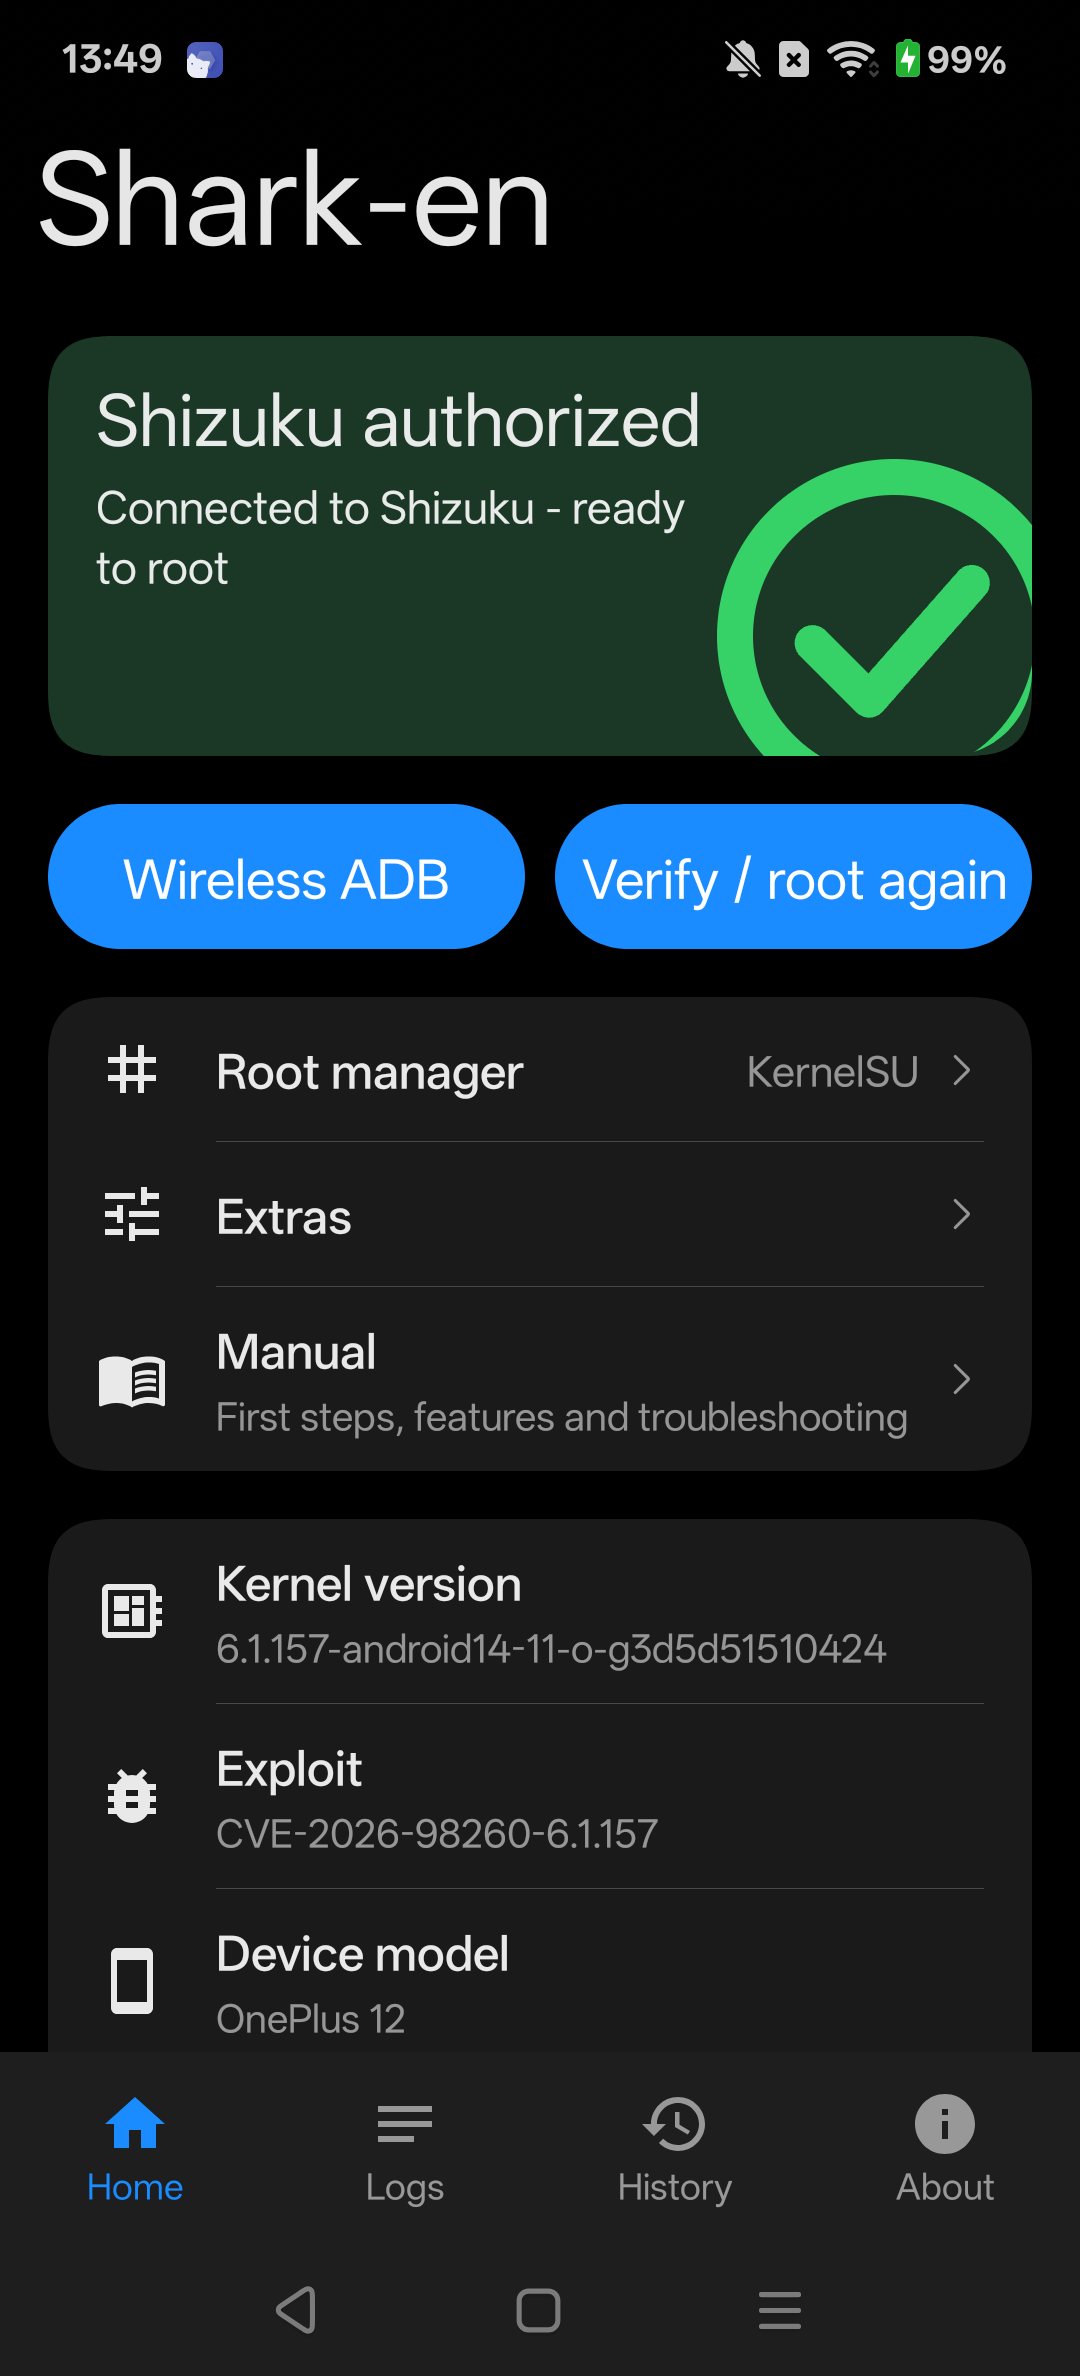 13:49
99%
Shark-en
Shizuku authorized
Connected to Shizuku - ready
to root
Wireless ADB
Verify / root again
Root manager
KernelSU
Extras
Manual
First steps, features and troubleshooting
Kernel version
6.1.157-android14-11-o-g3d5d51510424
Exploit
CVE-2026-98260-6.1.157
Device model
OnePlus 12
Home
Logs
History
About